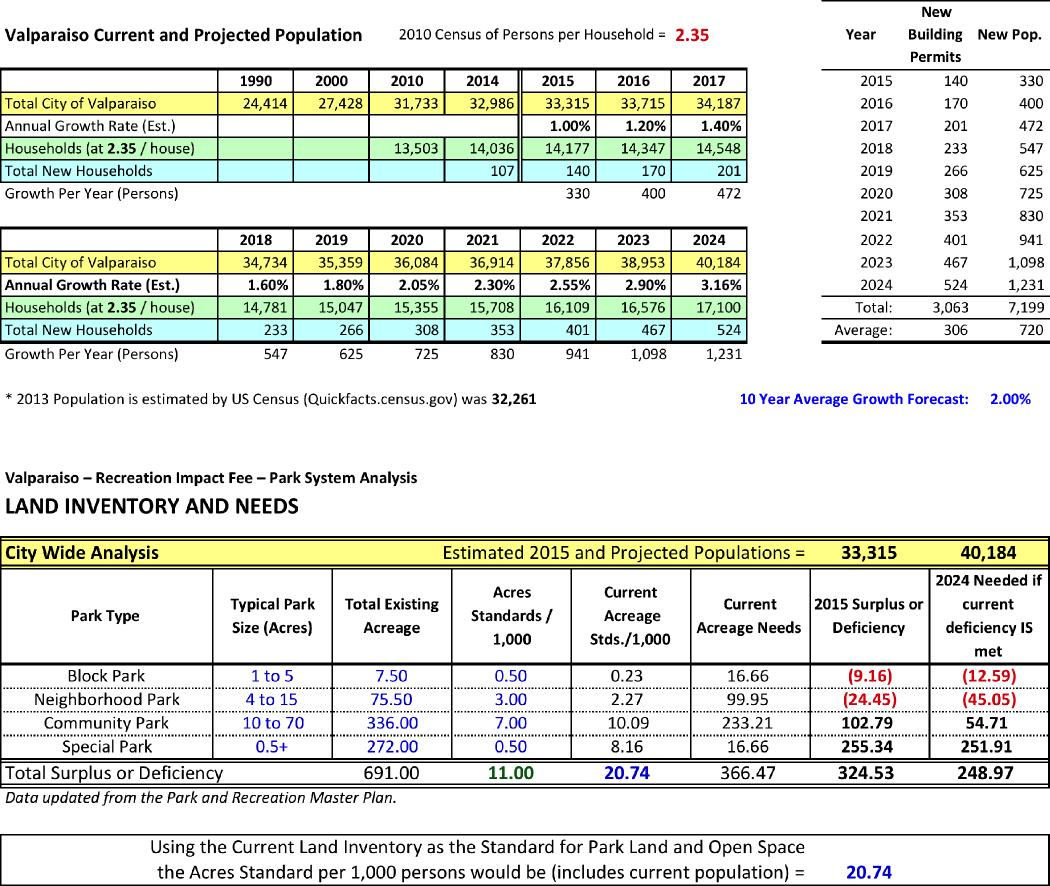 Valparaiso Current and Projected Population 2010 Census of Persons per Household = 2.35
1990 2000 2010 2014 2015 2016 2017
Total City of Valparaiso 24,414 27,428 31,733 32,986 33,315 33,715 34,187
Annual Growth Rate (Est.) 1.00% 1.20% 1.40%
Households (at 2.35 / house) 13,503 14,036 14,177 14,347 14,548
Total New Households 107 140 170 201
Growth Per Year (Persons) 330 400 472
2018 2019 2020 2021 2022 2023 2024
Total City of Valparaiso 34,734 35,359 36,084 36,914 37,856 38,953 40,184
Annual Growth Rate (Est.) 1.60% 1.80% 2.05% 2.30% 2.55% 2.90% 3.16%
Households (at 2.35 / house) 14,781 15,047 15,355 15,708 16,109 16,576 17,100
Total New Households 233 266 308 353 401 467 524
Growth Per Year (Persons) 547 625 725 830 941 1,098 1,231
New
Year Building New Pop.
Permits
2015 140 330
2016 170 400
2017 201 472
2018 233 547
2019 266 625
2020 308 725
2021 353 830
2022 401 941
2023 467 1,098
2024 524 1,231
Total: 3,063 7,199
Average: 306 720
* 2013 Population is estimated by US Census (Quickfacts.census.gov) was 32,261
10 Year Average Growth Forecast: 2.00%
Valparaiso – Recreation Impact Fee – Park System Analysis
LAND INVENTORY AND NEEDS
City Wide Analysis Estimated 2015 and Projected Populations = 33,315 40,184
Park Type
Typical Park
Size (Acres)
Total Existing
Acreage
Acres
Standards /
1,000
Current
Acreage
Stds./1,000
Current
Acreage Needs
2015 Surplus or
Deficiency
2024 Needed if
current
deficiency IS
met
Block Park 1 to 5 7.50 0.50 0.23 16.66 (9.16) (12.59)
Neighborhood Park 4 to 15 75.50 3.00 2.27 99.95 (24.45) (45.05)
Community Park 10 to 70 336.00 7.00 10.09 233.21 102.79 54.71
Special Park 0.5+ 272.00 0.50 8.16 16.66 255.34 251.91
Total Surplus or Deficiency 691.00 11.00 20.74 366.47 324.53 248.97
Data updated from the Park and Recreation Master Plan.
Using the Current Land Inventory as the Standard for Park Land and Open Space
the Acres Standard per 1,000 persons would be (includes current population) = 20.74